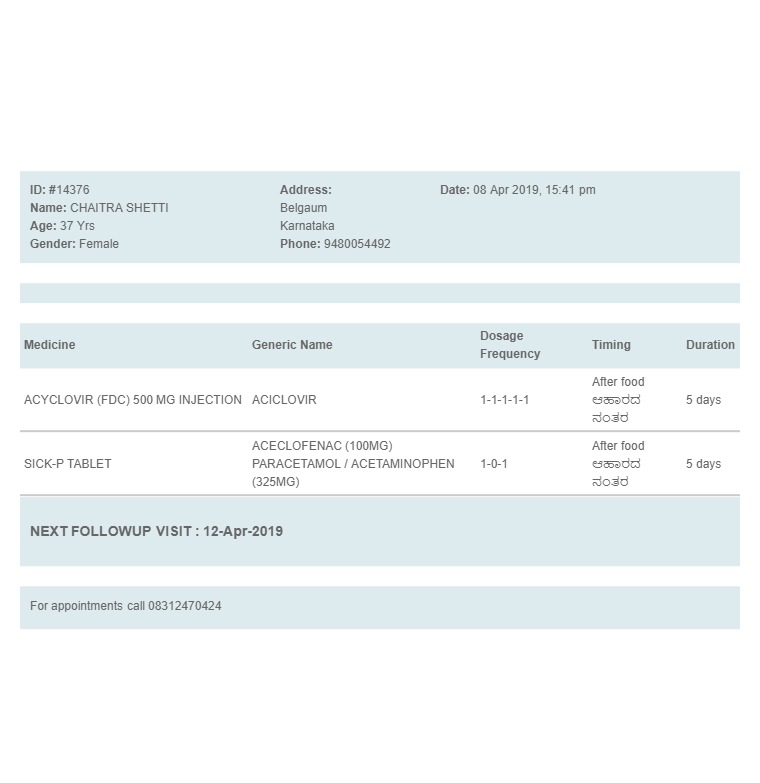 ID: #14376 Address: Date: 08 Apr 2019, 15:41 pm
Name: CHAITRA SHETTI Belgaum
Age: 37 Yrs Karnataka
Gender: Female Phone: 9480054492
Medicine Generic Name Dosage Frequency Timing Duration
ACYCLOVIR (FDC) 500 MG INJECTION ACICLOVIR 1-1-1-1-1 After food 5 days
ಆಹಾರದ
ನಂತರ
SICK-P TABLET ACECLOFENAC (100MG) 1-0-1 After food 5 days
PARACETAMOL / ACETAMINOPHEN ಆಹಾರದ
(325MG) ನಂತರ
NEXT FOLLOWUP VISIT : 12-Apr-2019
For appointments call 08312470424